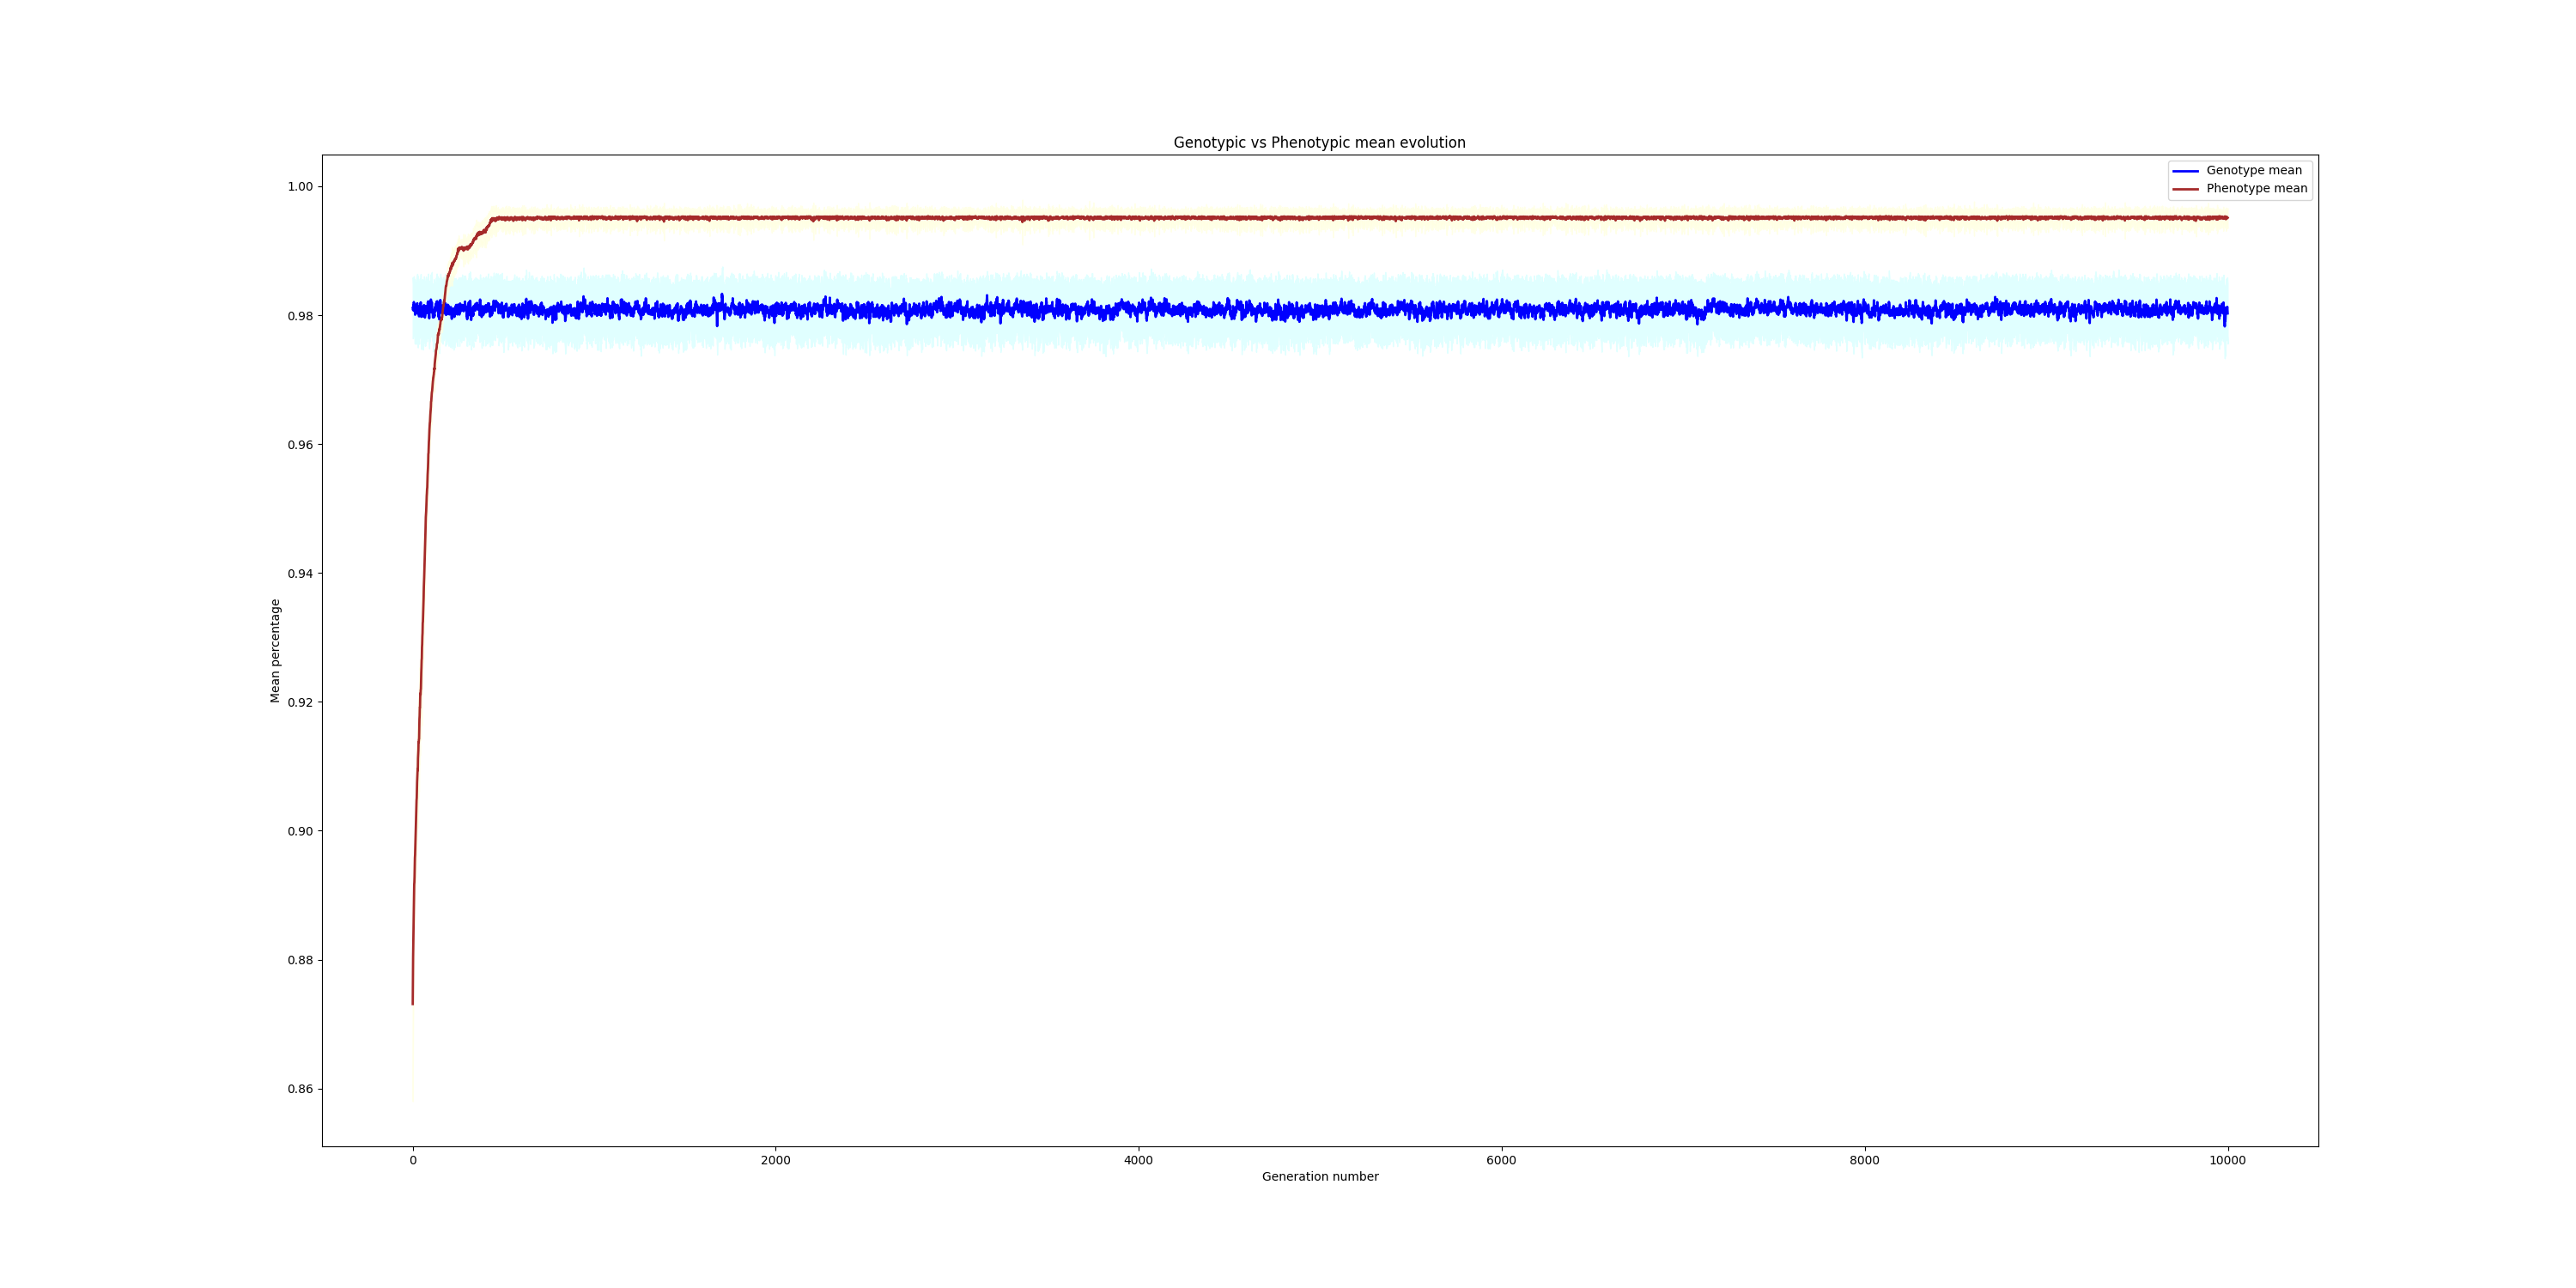 Genotypic vs Phenotypic mean evolution
Genotype mean
Phenotype mean
1.00
0.98
0.96
0.94
0.92
0.90
0.88
0.86
Mean percentage
0 2000 4000 6000 8000 10000
Generation number